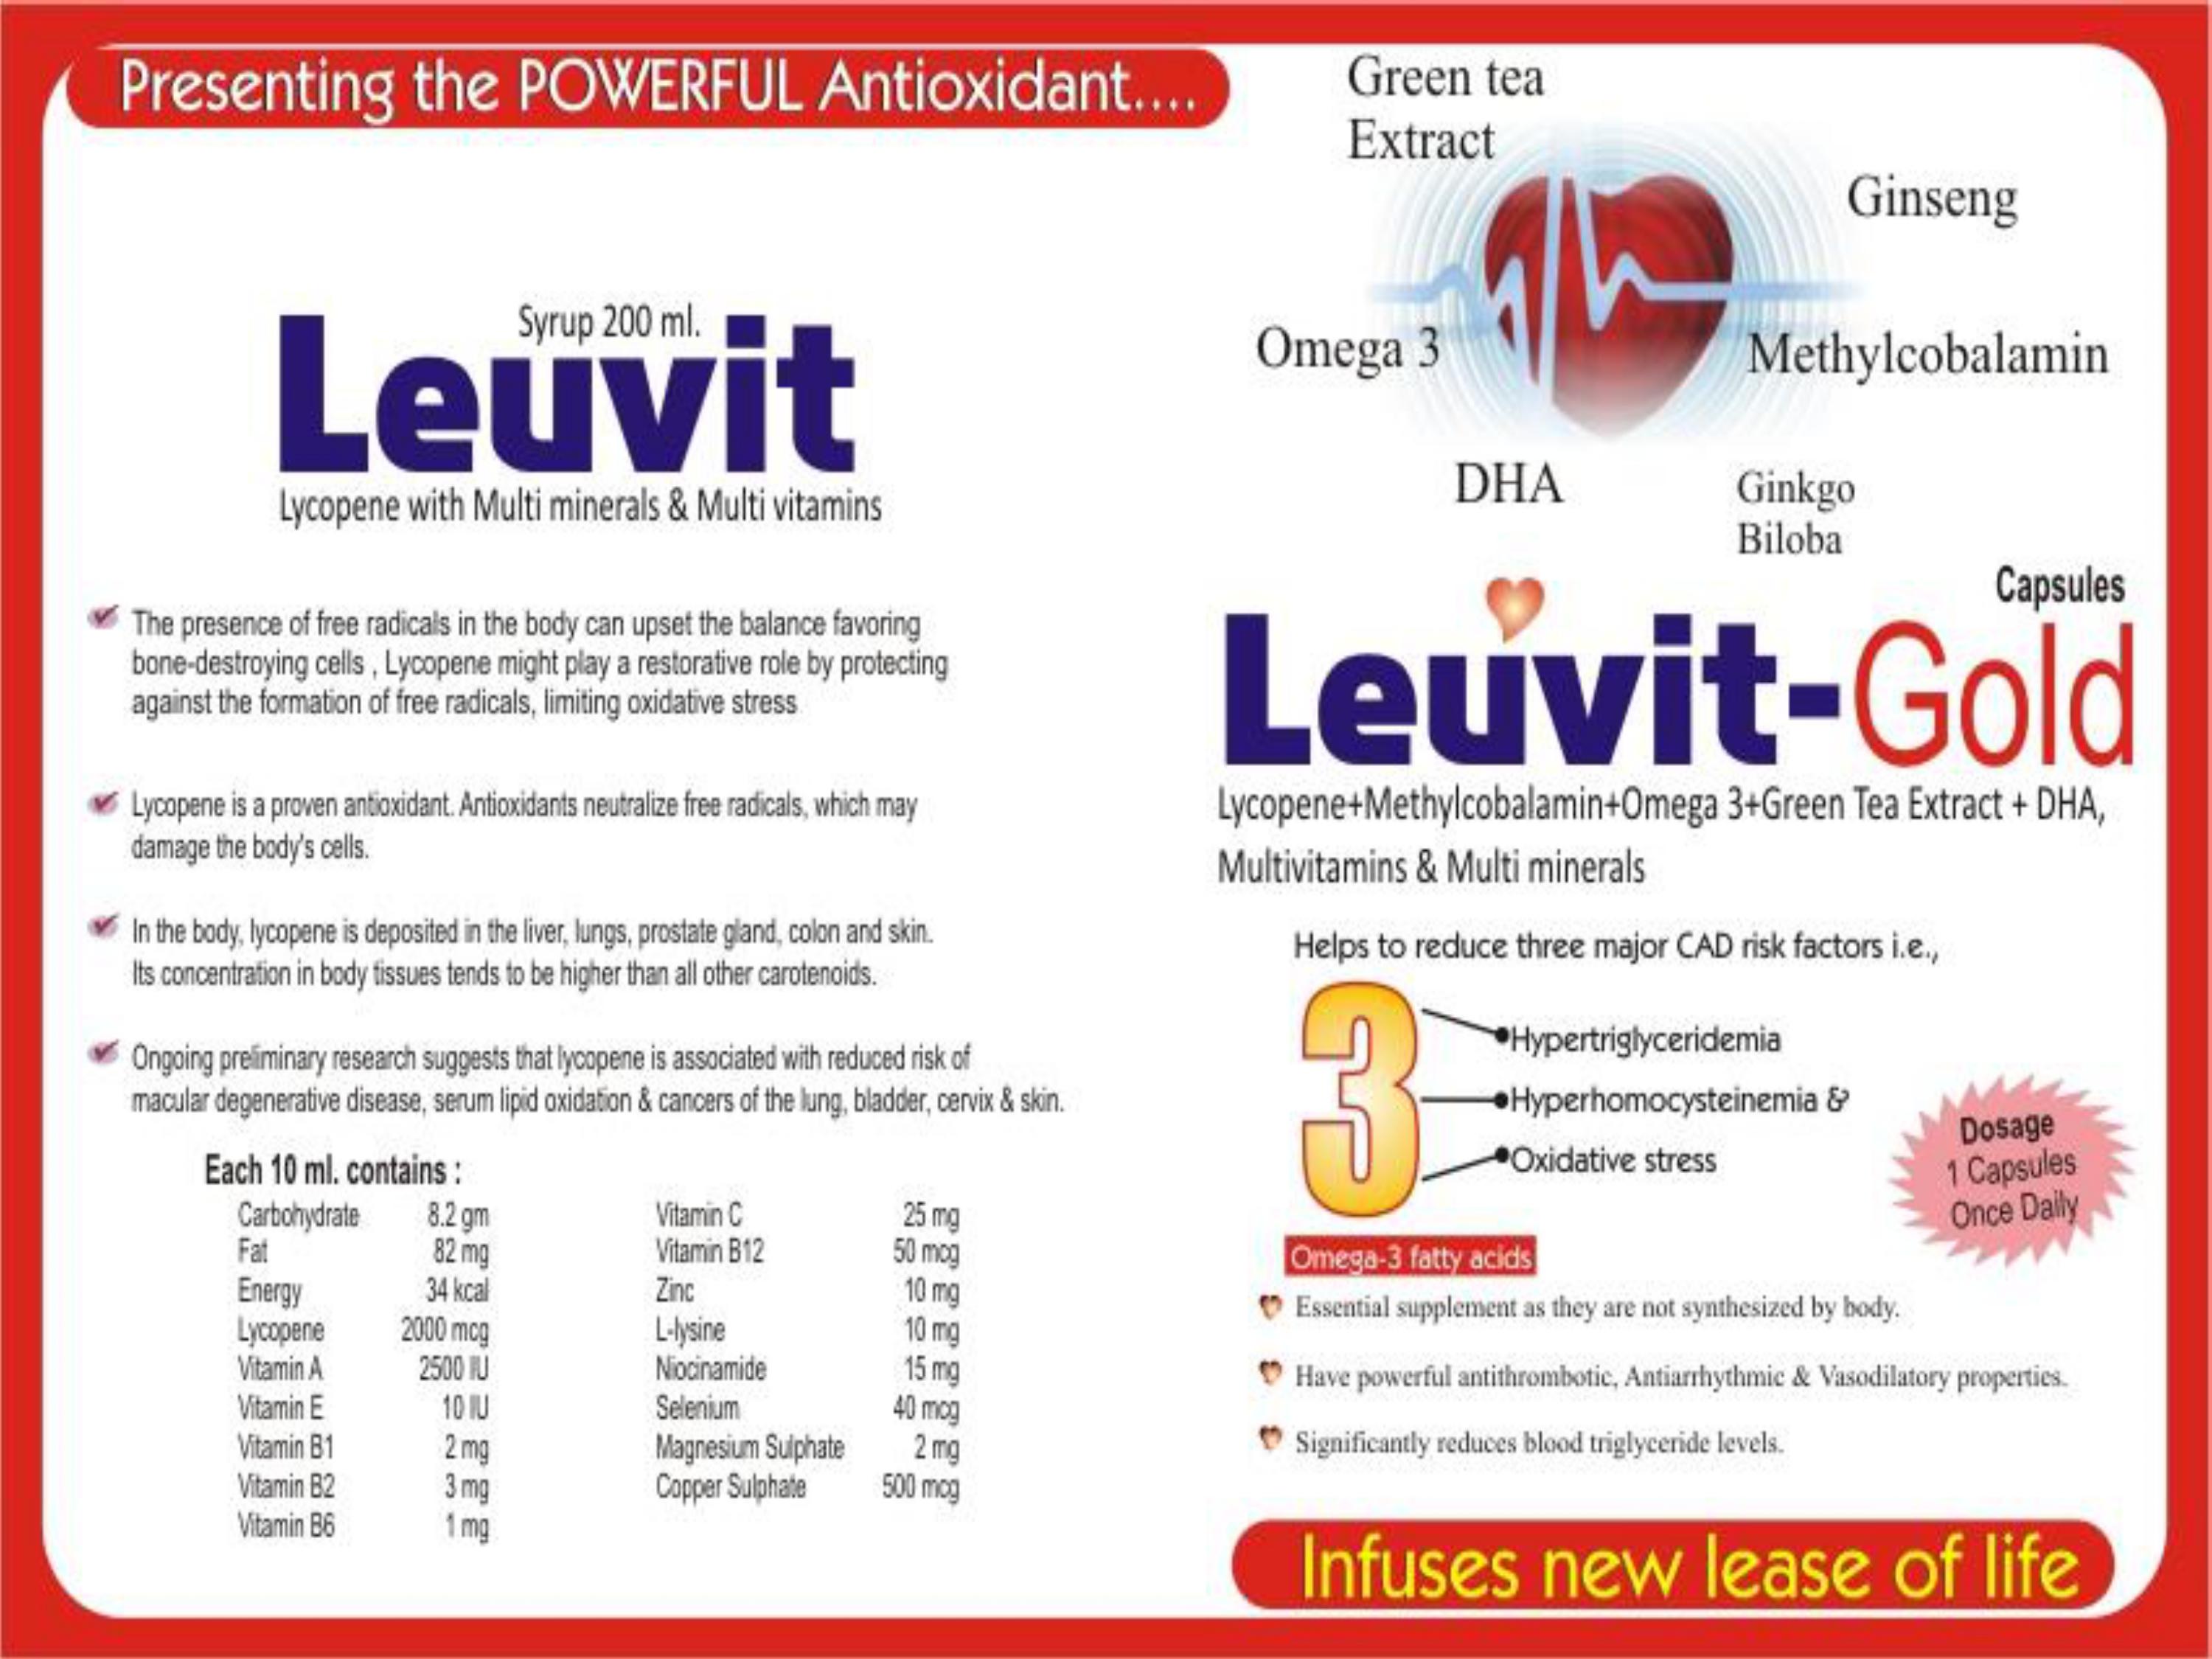 Presenting the POWERFUL Antioxidant....
Syrup 200 ml.
Leuvit
Lycopene with Multi minerals & Multi vitamins
The presence of free radicals in the body can upset the balance favoring
bone-destroying cells , Lycopene might play a restorative role by protecting
against the formation of free radicals, limiting oxidative stress
Lycopene is a proven antioxidant. Antioxidants neutralize free radicals, which may
damage the body's cells.
In the body, lycopene is deposited in the liver, lungs, prostate gland, colon and skin.
Its concentration in body tissues tends to be higher than all other carotenoids.
Ongoing preliminary research suggests that lycopene is associated with reduced risk of
macular degenerative disease, serum lipid oxidation & cancers of the lung, bladder, cervix & skin.
Each 10 ml. contains :
Carbohydrate 8.2 gm
Fat 82 mg
Energy 34 kcal
Lycopene 2000 mcg
Vitamin A 2500 IU
Vitamin E 10 IU
Vitamin B1 2 mg
Vitamin B2 3 mg
Vitamin B6 1 mg
Vitamin C 25 mg
Vitamin B12 50 mcg
Zinc 10 mg
L-lysine 10 mg
Niocinamide 15 mg
Selenium 40 mcg
Magnesium Sulphate 2 mg
Copper Sulphate 500 mcg
Green tea
Extract
Ginseng
Omega 3
Methylcobalamin
DHA
Ginkgo
Biloba
Capsules
Leuvit-Gold
Lycopene+Methylcobalamin+Omega 3+Green Tea Extract + DHA,
Multivitamins & Multi minerals
Helps to reduce three major CAD risk factors i.e.,
3
Hypertriglyceridemia
Hyperhomocysteinemia &
Oxidative stress
Dosage
1 Capsules
Once Daily
Omega-3 fatty acids
Essential supplement as they are not synthesized by body.
Have powerful antithrombotic, Antiarrhythmic & Vasodilatory properties.
Significantly reduces blood triglyceride levels.
Infuses new lease of life